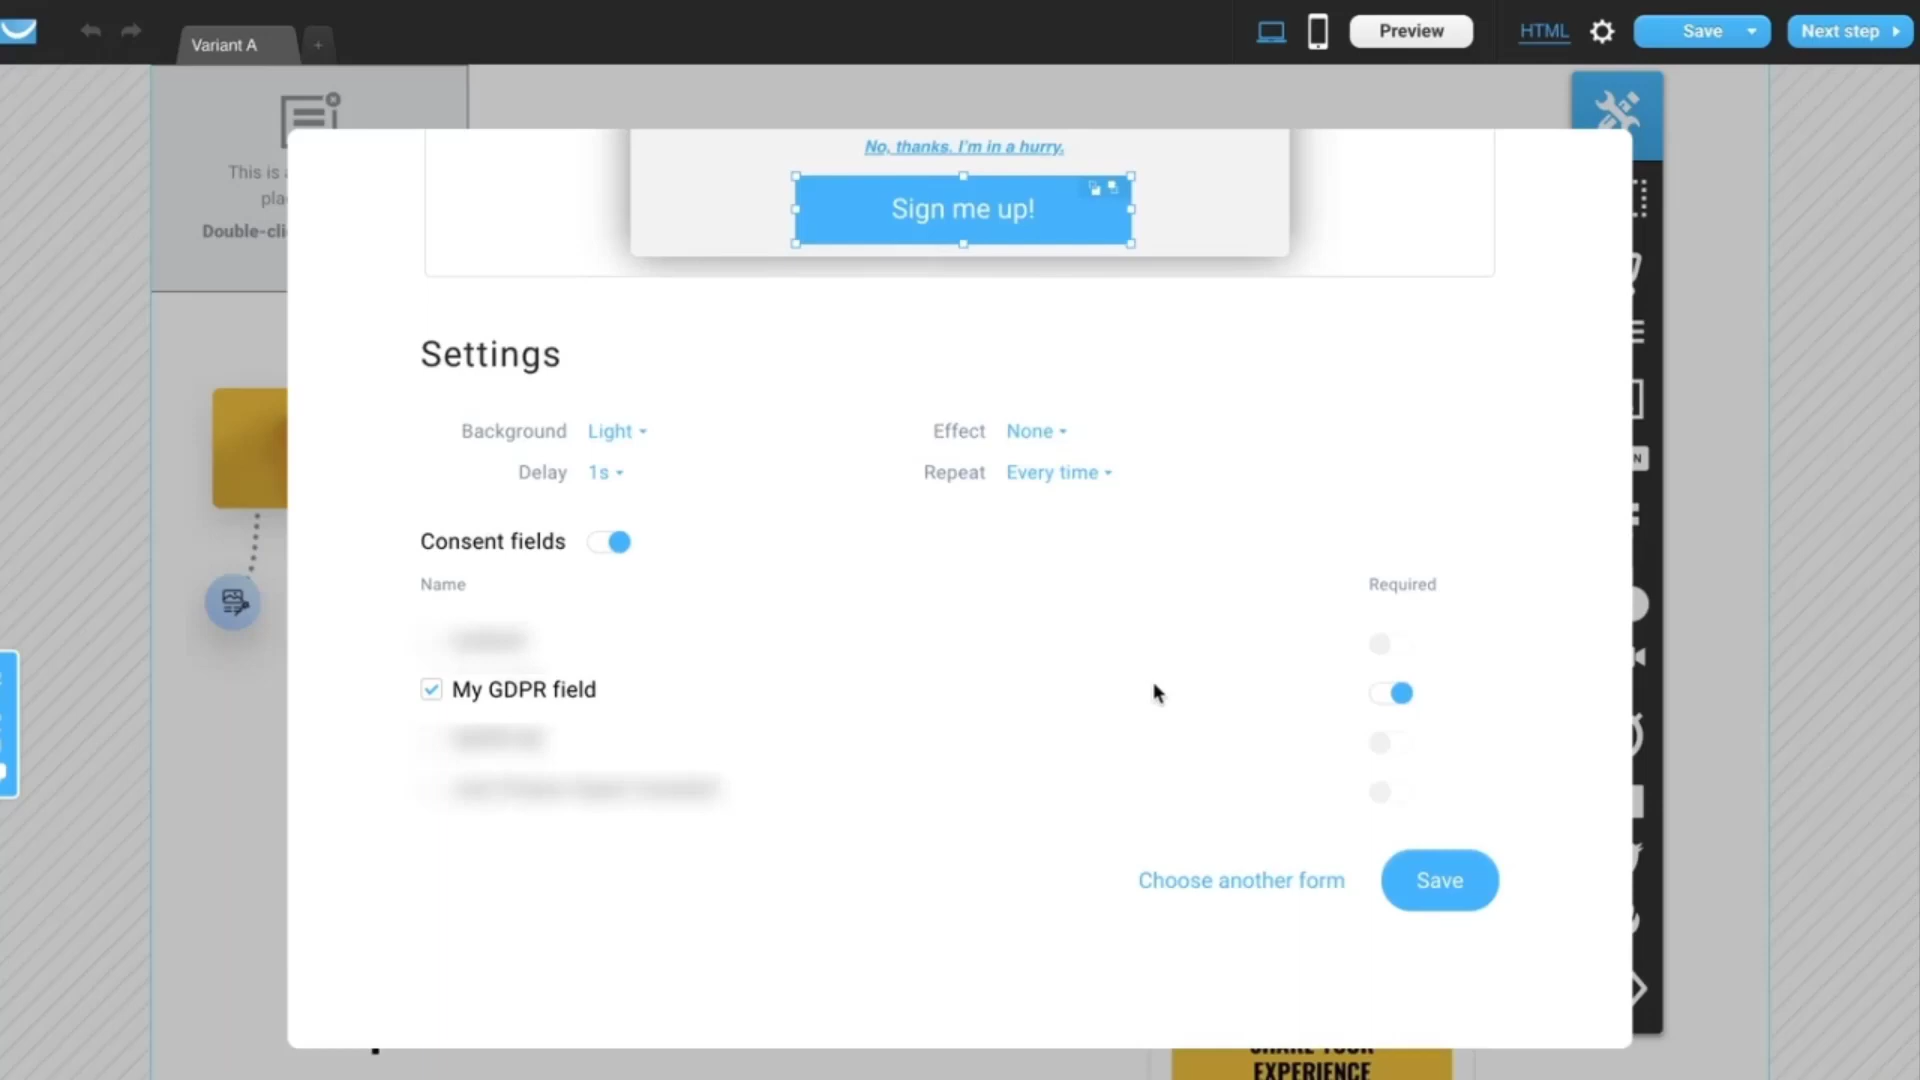 Variant A
+
Preview
HTML
Save
Next step
This is
Double-cli
No, thanks. I'm in a hurry.
Sign me up!
Settings
Background Light
Effect None
Delay 1s
Repeat Every time
Consent fields
Name
Required
My GDPR field
Choose another form
Save
EXPERIENCE